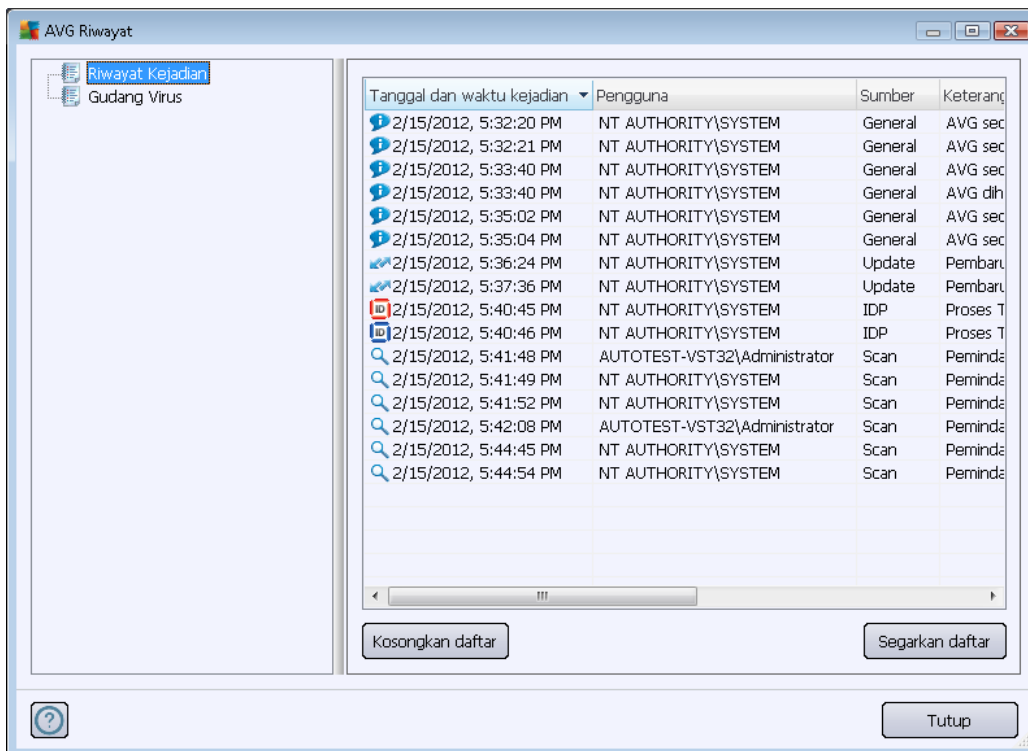 AVG Riwayat
Riwayat Kejadian
Gudang Virus
Tanggal dan waktu kejadian Pengguna Sumber Keterang
2/15/2012, 5:32:20 PM NT AUTHORITY\SYSTEM General AVG sec
2/15/2012, 5:32:21 PM NT AUTHORITY\SYSTEM General AVG sec
2/15/2012, 5:33:40 PM NT AUTHORITY\SYSTEM General AVG sec
2/15/2012, 5:33:40 PM NT AUTHORITY\SYSTEM General AVG dih
2/15/2012, 5:35:02 PM NT AUTHORITY\SYSTEM General AVG sec
2/15/2012, 5:35:04 PM NT AUTHORITY\SYSTEM General AVG sec
2/15/2012, 5:36:24 PM NT AUTHORITY\SYSTEM Update Pembaru
2/15/2012, 5:37:36 PM NT AUTHORITY\SYSTEM Update Pembaru
ID 2/15/2012, 5:40:45 PM NT AUTHORITY\SYSTEM IDP Proses T
ID 2/15/2012, 5:40:46 PM NT AUTHORITY\SYSTEM IDP Proses T
2/15/2012, 5:41:48 PM AUTOTEST-VST32\Administrator Scan Peminda
2/15/2012, 5:41:49 PM NT AUTHORITY\SYSTEM Scan Peminda
2/15/2012, 5:41:52 PM NT AUTHORITY\SYSTEM Scan Peminda
2/15/2012, 5:42:08 PM AUTOTEST-VST32\Administrator Scan Peminda
2/15/2012, 5:44:45 PM NT AUTHORITY\SYSTEM Scan Peminda
2/15/2012, 5:44:54 PM NT AUTHORITY\SYSTEM Scan Peminda
Kosongkan daftar Segarkan daftar
? Tutup